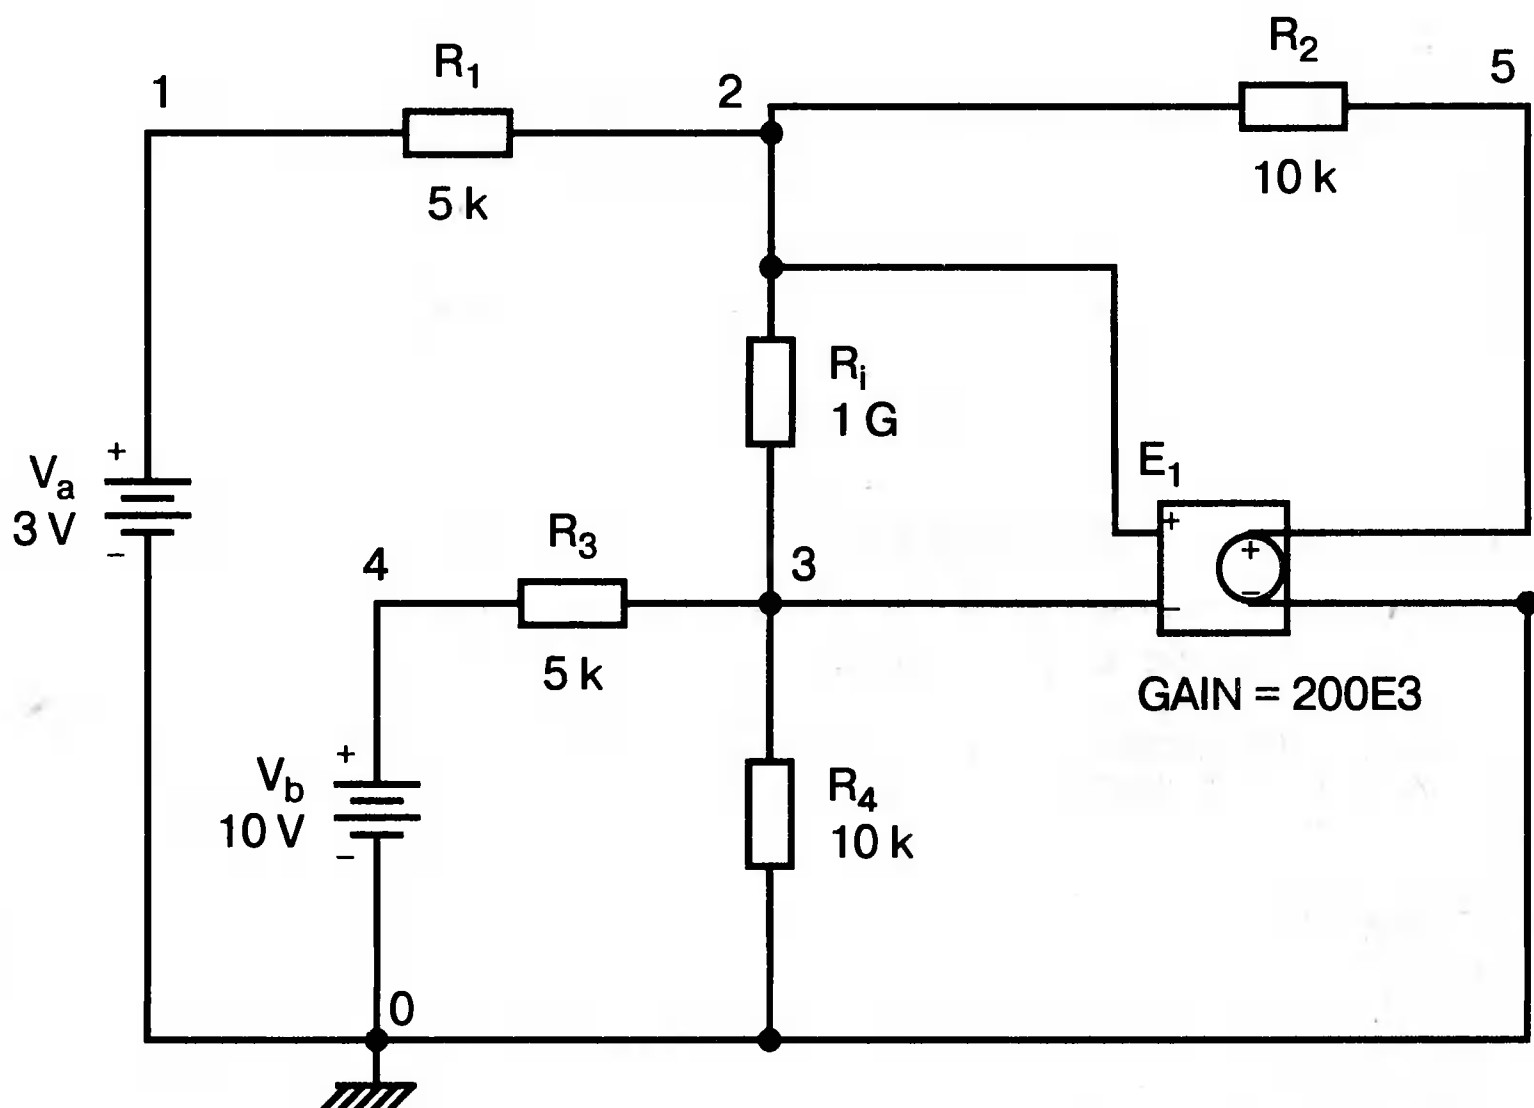 R2
5
R1
1
2
10 k
5 k
Ri
1 G
+
E1
Va
3 V
+
+
R3
–
4
3
–
–
5 k
GAIN = 200E3
+
Vb
10 V
R4
10 k
–
0